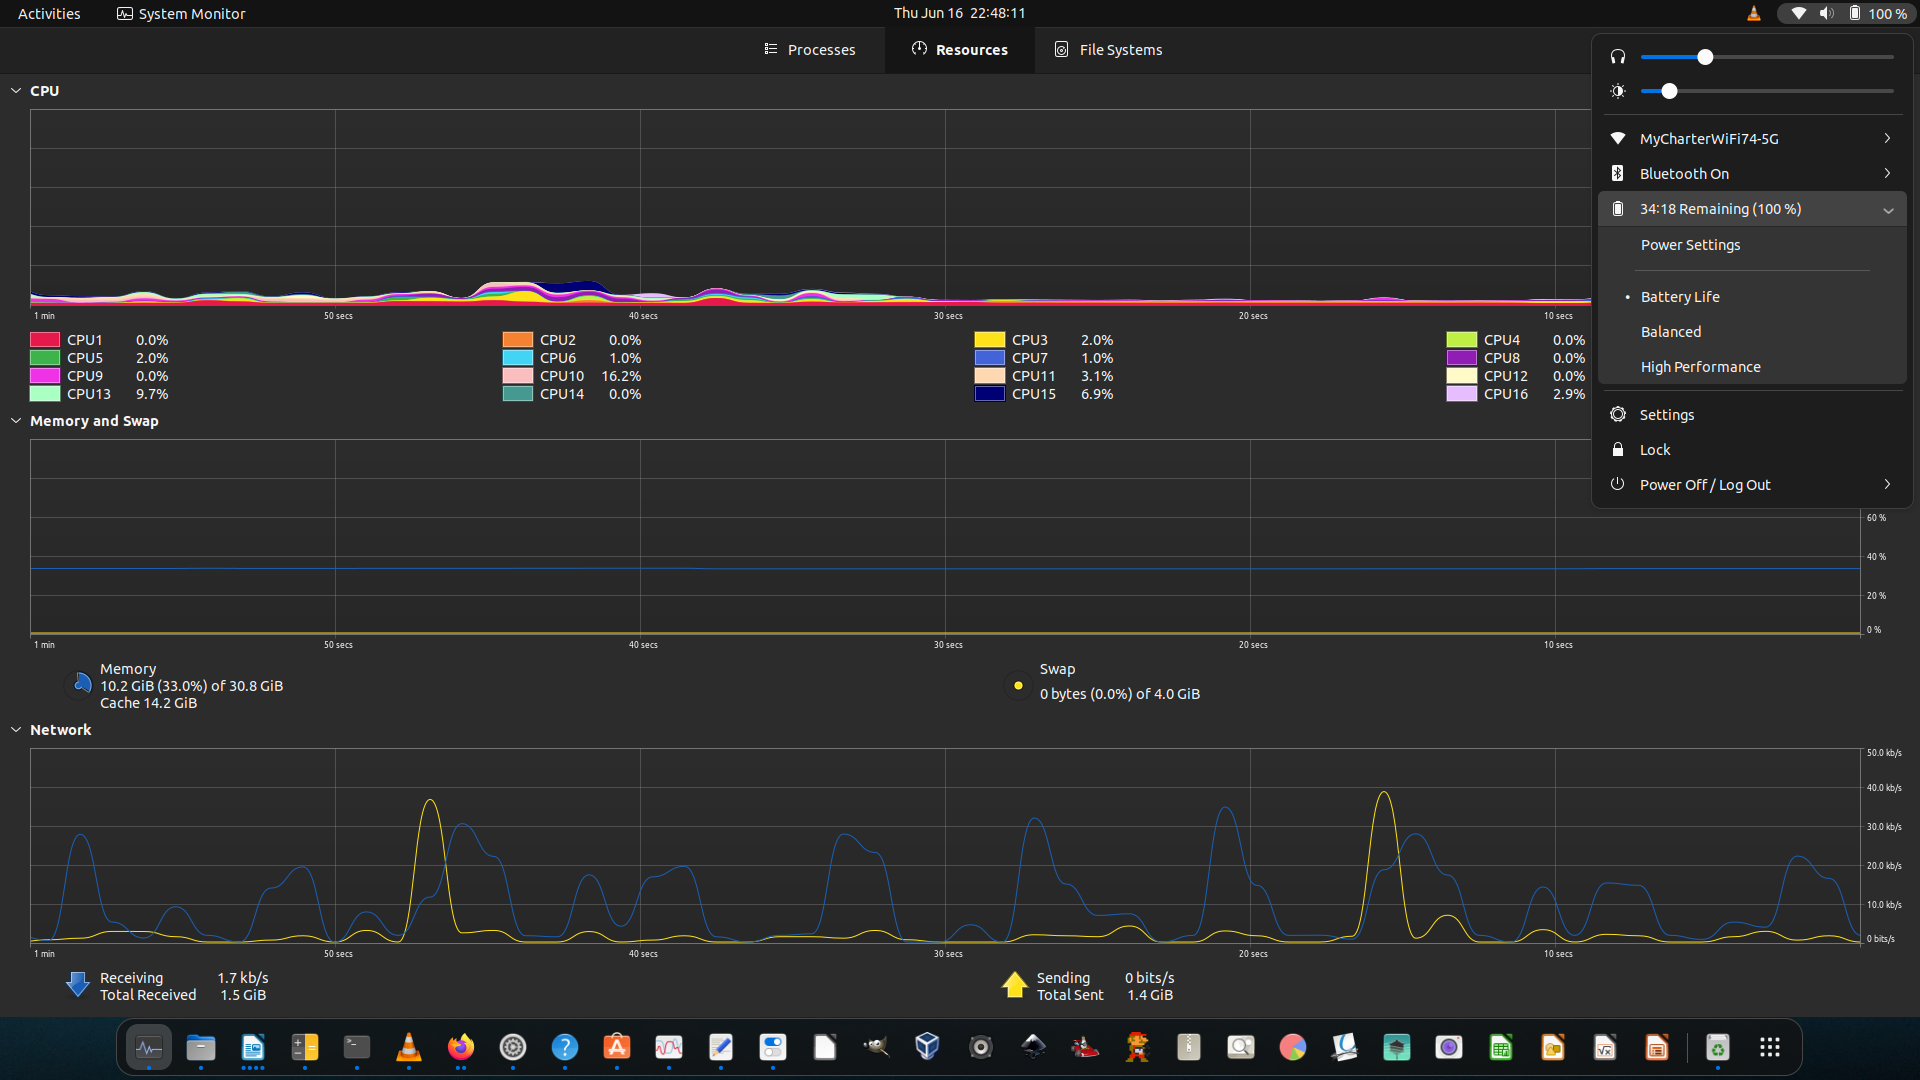 Activities System Monitor Thu Jun 16 22:48:11 100 %
Processes Resources File Systems
CPU
1 min 50 secs 40 secs 30 secs 20 secs 10 secs
CPU1 0.0% CPU2 0.0% CPU3 2.0% CPU4 0.0%
CPU5 2.0% CPU6 1.0% CPU7 1.0% CPU8 0.0%
CPU9 0.0% CPU10 16.2% CPU11 3.1% CPU12 0.0%
CPU13 9.7% CPU14 0.0% CPU15 6.9% CPU16 2.9%
MyCharterWiFi74-5G
Bluetooth On
34:18 Remaining (100 %)
Power Settings
• Battery Life
Balanced
High Performance
Settings
Lock
Power Off / Log Out
Memory and Swap
60 %
40 %
20 %
0 %
1 min 50 secs 40 secs 30 secs 20 secs 10 secs
Memory
10.2 GiB (33.0%) of 30.8 GiB
Cache 14.2 GiB
Swap
0 bytes (0.0%) of 4.0 GiB
Network
50.0 kb/s
40.0 kb/s
30.0 kb/s
20.0 kb/s
10.0 kb/s
0 bits/s
1 min 50 secs 40 secs 30 secs 20 secs 10 secs
Receiving 1.7 kb/s
Total Received 1.5 GiB
Sending 0 bits/s
Total Sent 1.4 GiB